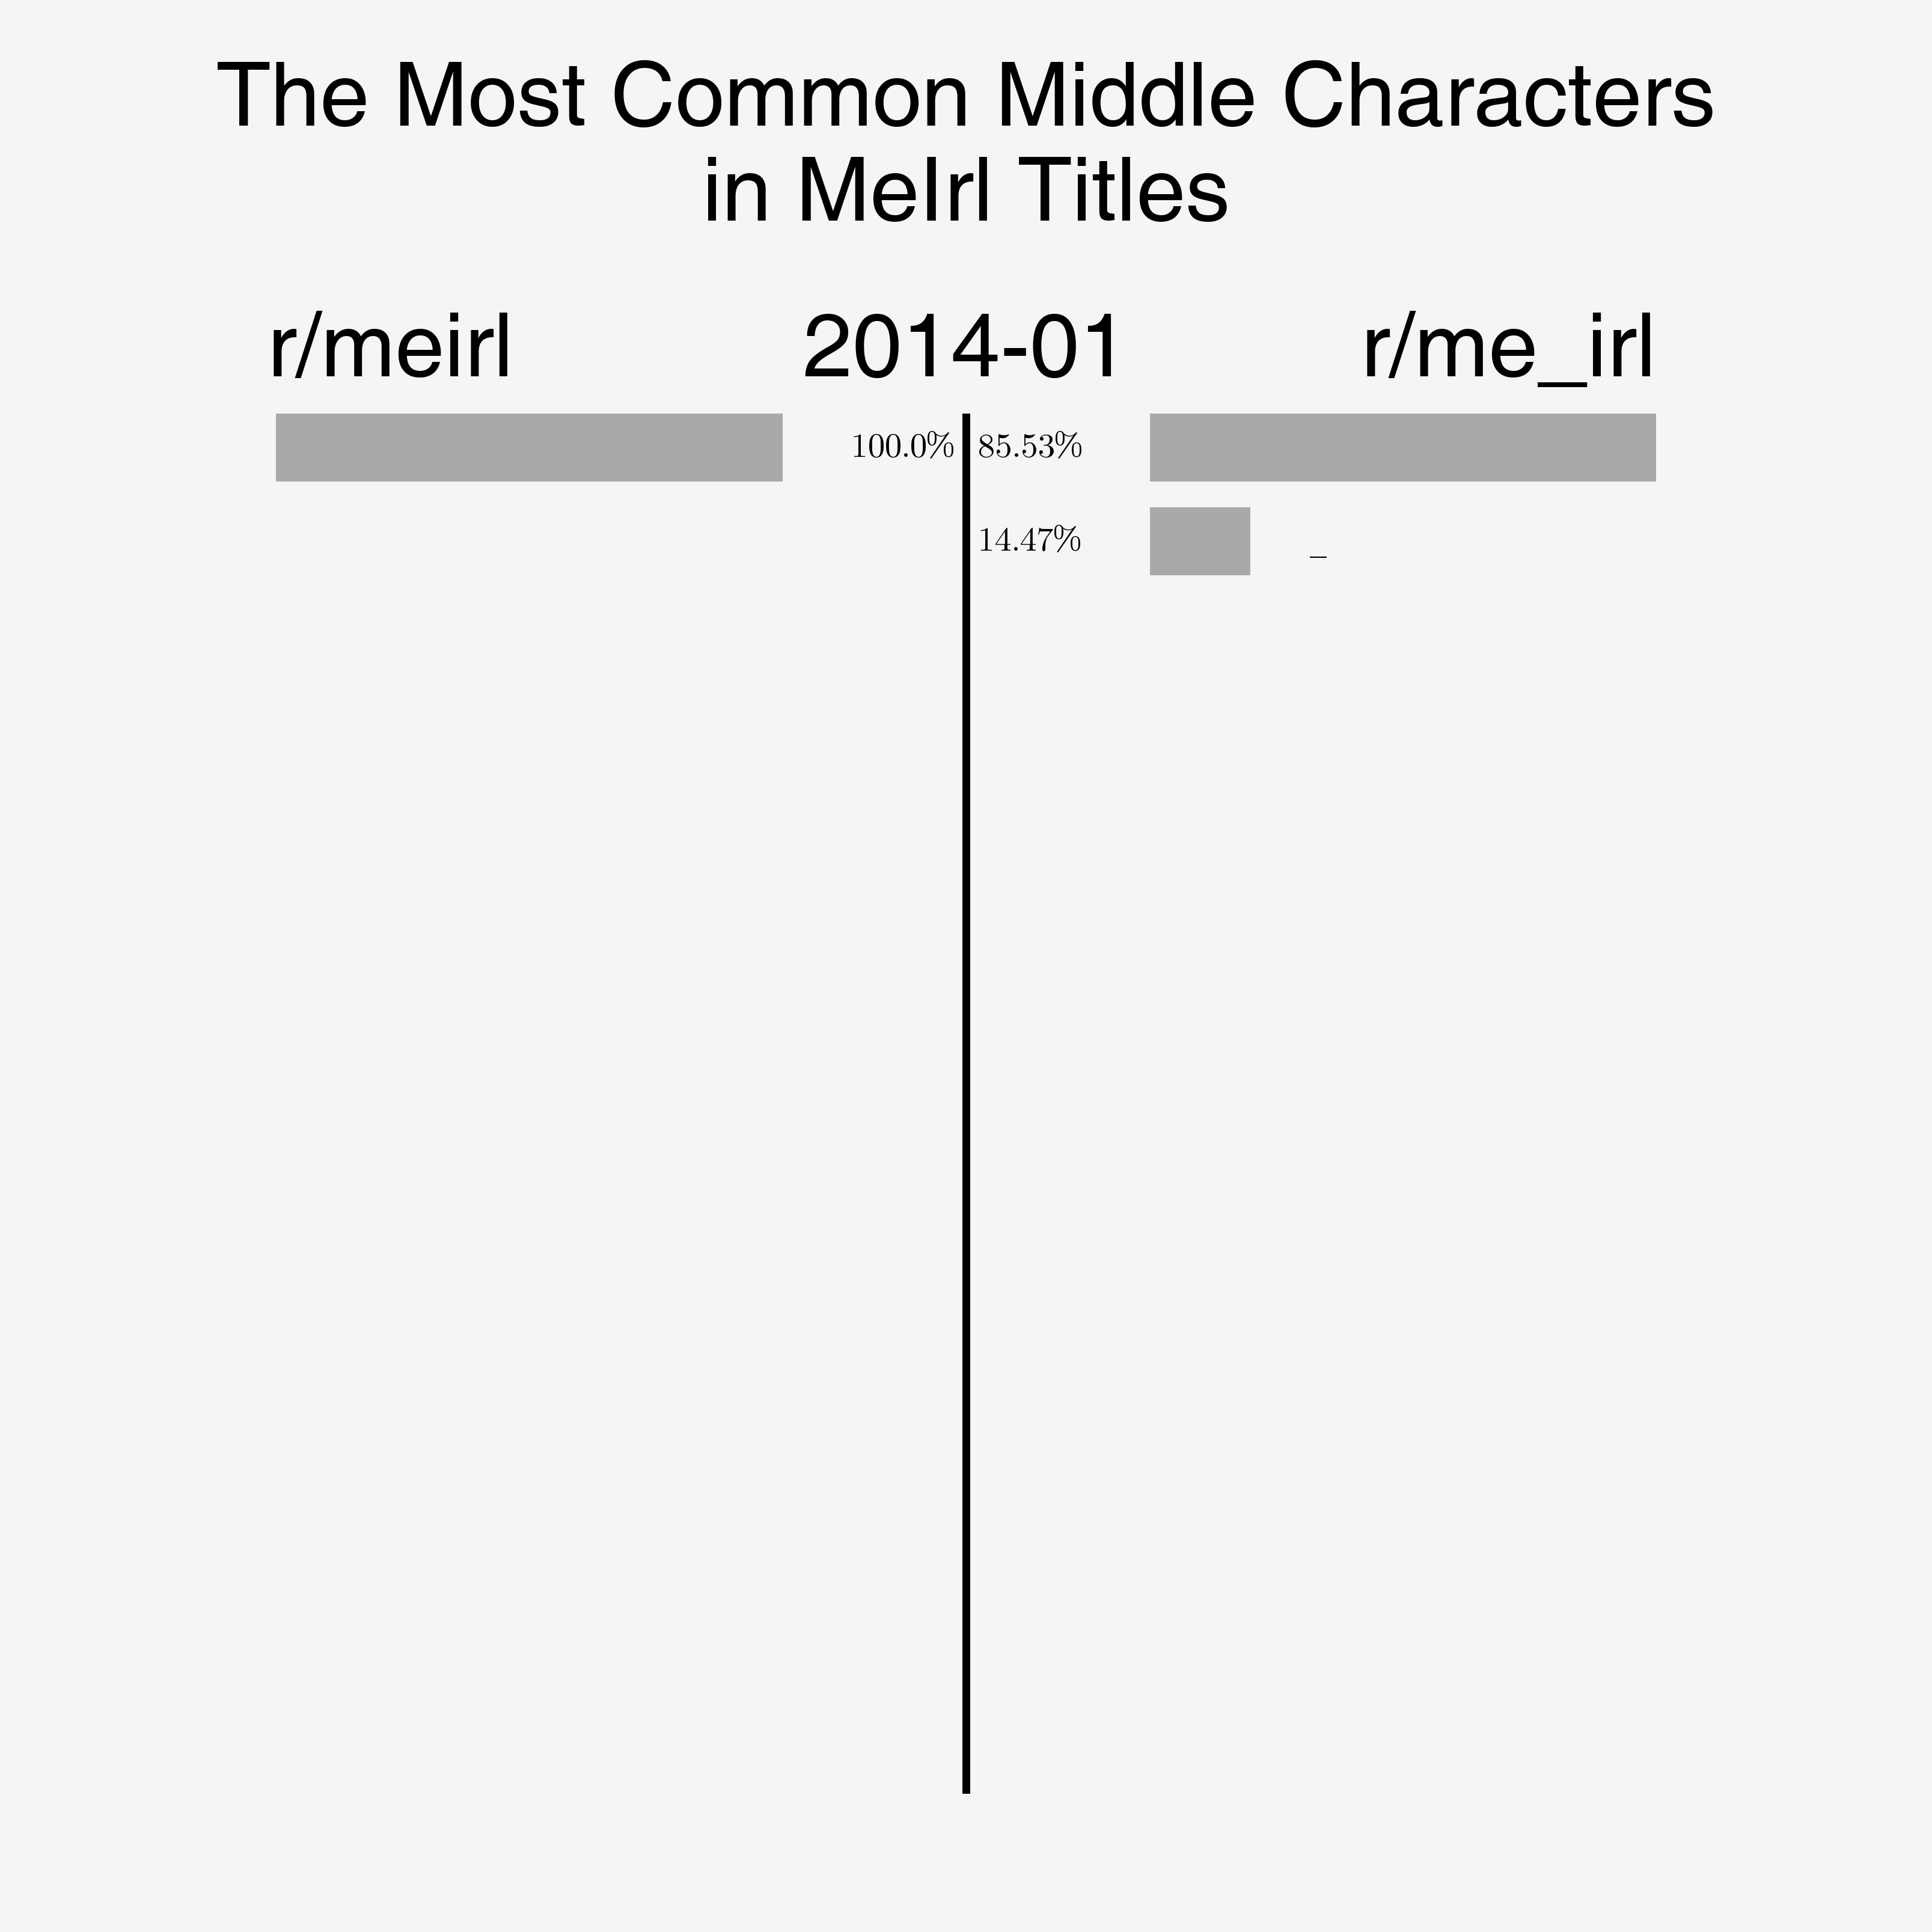 The Most Common Middle Characters
in MeIrl Titles
r/meirl 2014-01 r/me_irl
100.0% 85.53%
14.47% _